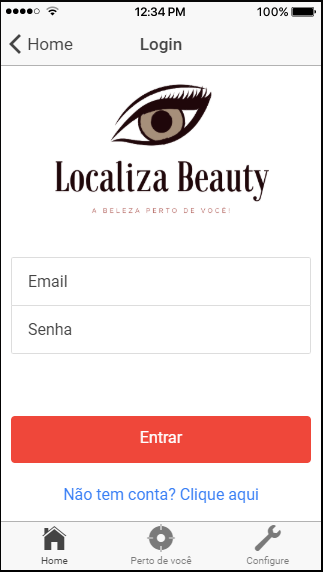 12:34 PM 100%
Home Login
Localiza Beauty
A BELEZA PERTO DE VOCÊ!
Email
Senha
Entrar
Não tem conta? Clique aqui
Home Perto de você Configure